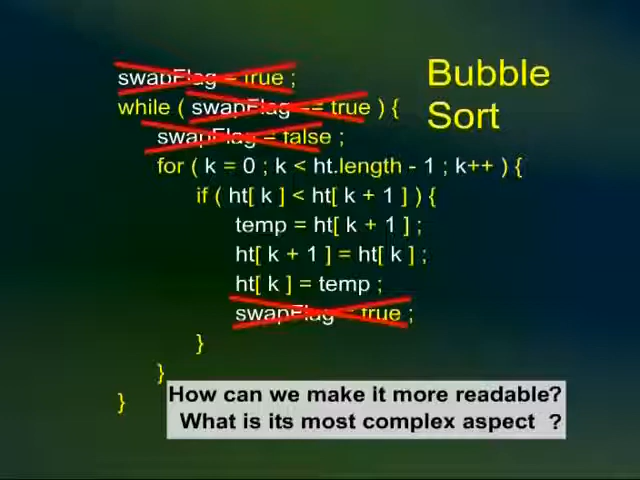 Bubble
Sort
swapFlag = true ;
while ( swapFlag == true ) {
swapFlag = false ;
for ( k = 0 ; k < ht.length - 1 ; k++ ) {
if ( ht[ k ] < ht[ k + 1 ] ) {
temp = ht[ k + 1 ] ;
ht[ k + 1 ] = ht[ k ] ;
ht[ k ] = temp ;
swapFlag = true ;
}
}
}
How can we make it more readable?
What is its most complex aspect ?